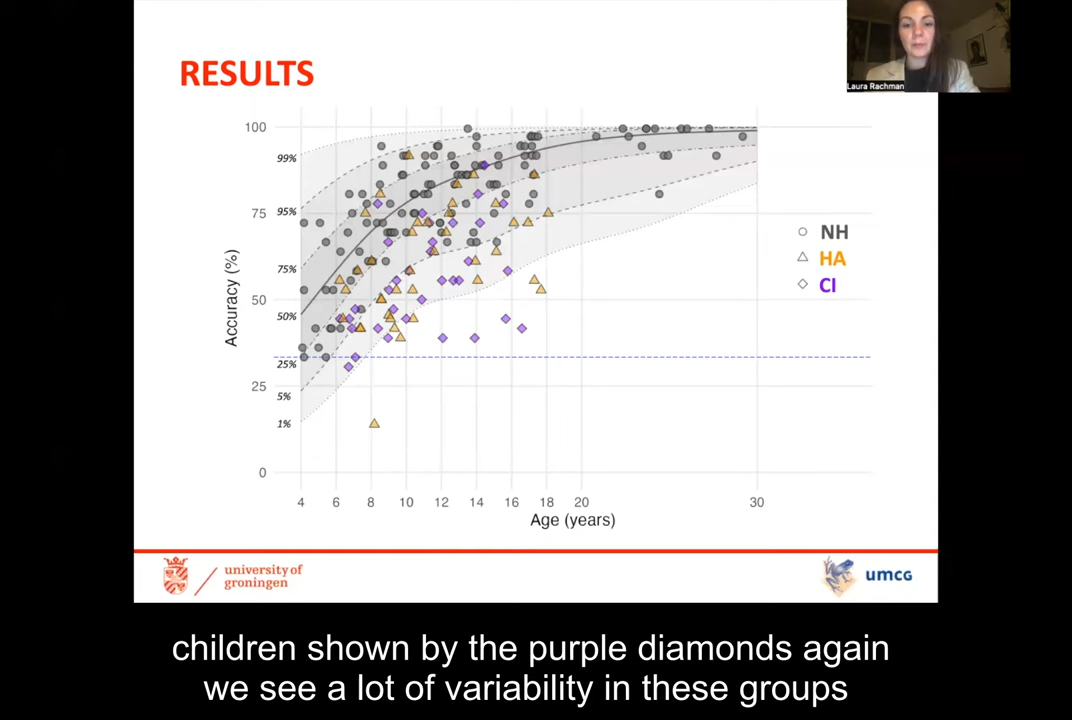 Laura Rachman
RESULTS
100
99%
95%
75
75%
50%
50
25%
25
5%
1%
0
Accuracy (%)
NH
HA
CI
4 6 8 10 12 14 16 18 20 30
Age (years)
university of
groningen
umcg
children shown by the purple diamonds again
we see a lot of variability in these groups